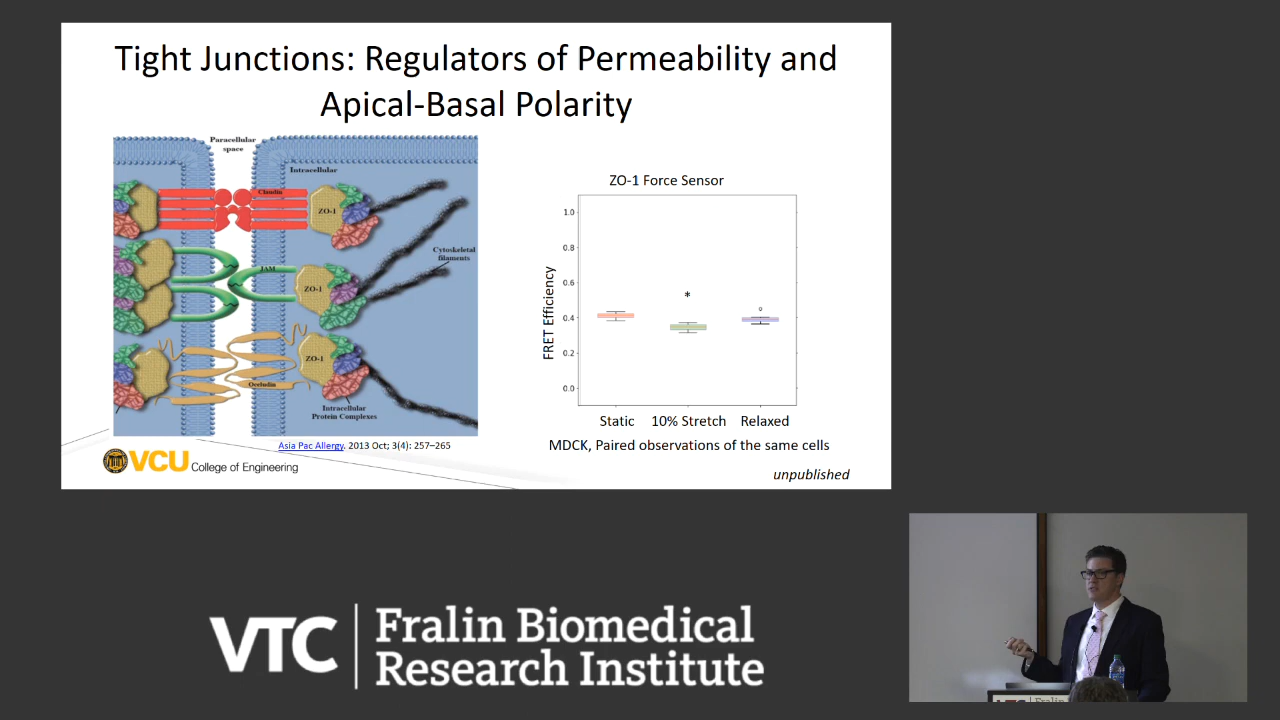 Tight Junctions: Regulators of Permeability and
Apical-Basal Polarity
Paracellular
space
Intracellular
Claudin
ZO-1
Cytoskeletal
filaments
JAM
ZO-1
ZO-1
Occludin
Intracellular
Protein Complexes
Asia Pac Allergy. 2013 Oct; 3(4): 257–265
ZO-1 Force Sensor
FRET Efficiency
1.0
0.8
0.6
*
0.4
0.2
0.0
Static 10% Stretch Relaxed
MDCK, Paired observations of the same cells
VCU College of Engineering
unpublished
VTC
Fralin Biomedical
Research Institute
Fralin